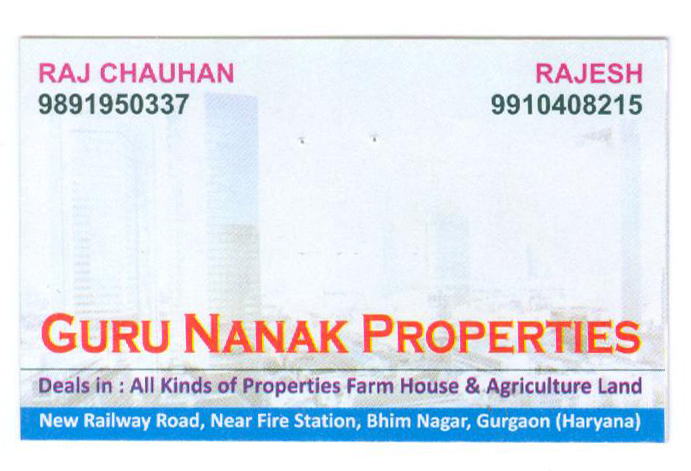 RAJ CHAUHAN RAJESH
9891950337 9910408215
GURU NANAK PROPERTIES
Deals in : All Kinds of Properties Farm House & Agriculture Land
New Railway Road, Near Fire Station, Bhim Nagar, Gurgaon (Haryana)